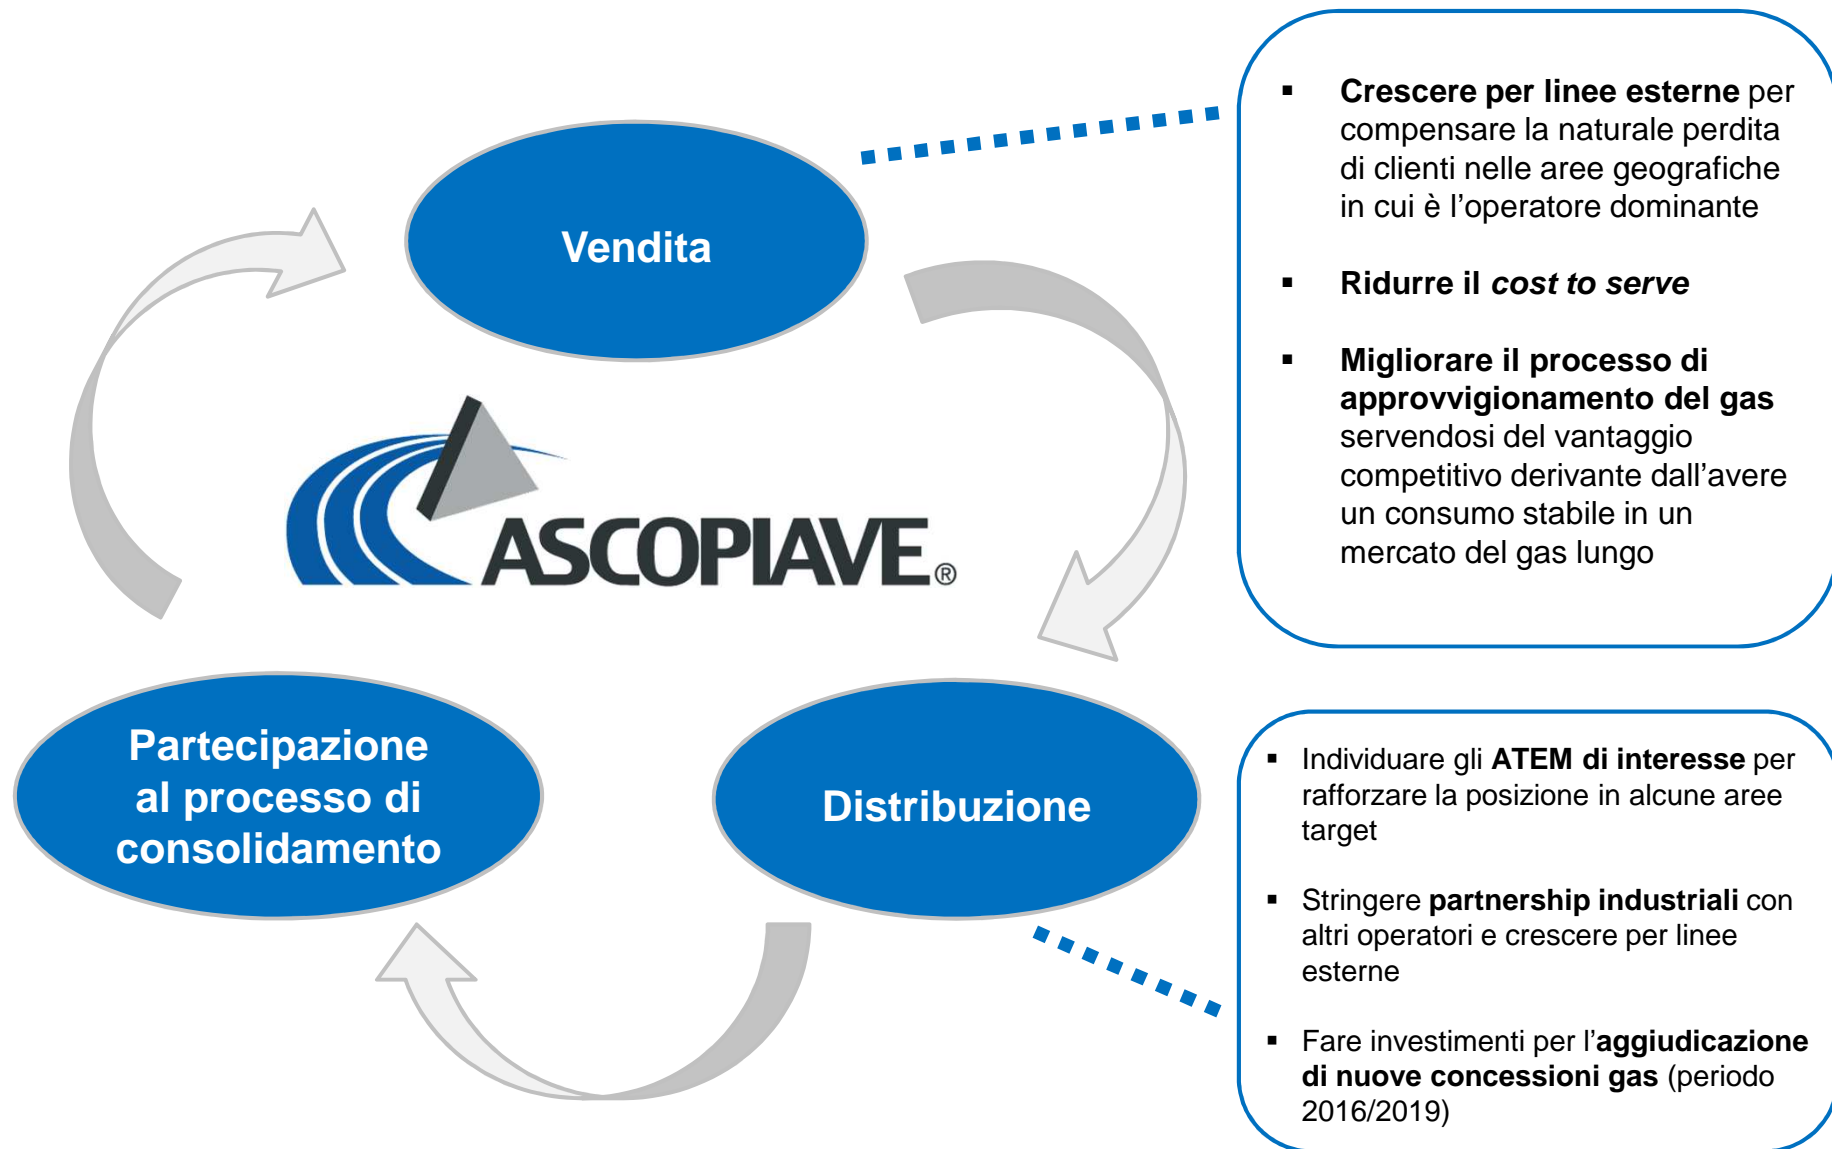 Vendita
ASCOPIAVE®
Partecipazione
al processo di
consolidamento
Distribuzione
▪ Crescere per linee esterne per
compensare la naturale perdita
di clienti nelle aree geografiche
in cui è l’operatore dominante
▪ Ridurre il cost to serve
▪ Migliorare il processo di
approvvigionamento del gas
servendosi del vantaggio
competitivo derivante dall’avere
un consumo stabile in un
mercato del gas lungo
▪ Individuare gli ATEM di interesse per
rafforzare la posizione in alcune aree
target
▪ Stringere partnership industriali con
altri operatori e crescere per linee
esterne
▪ Fare investimenti per l’aggiudicazione
di nuove concessioni gas (periodo
2016/2019)